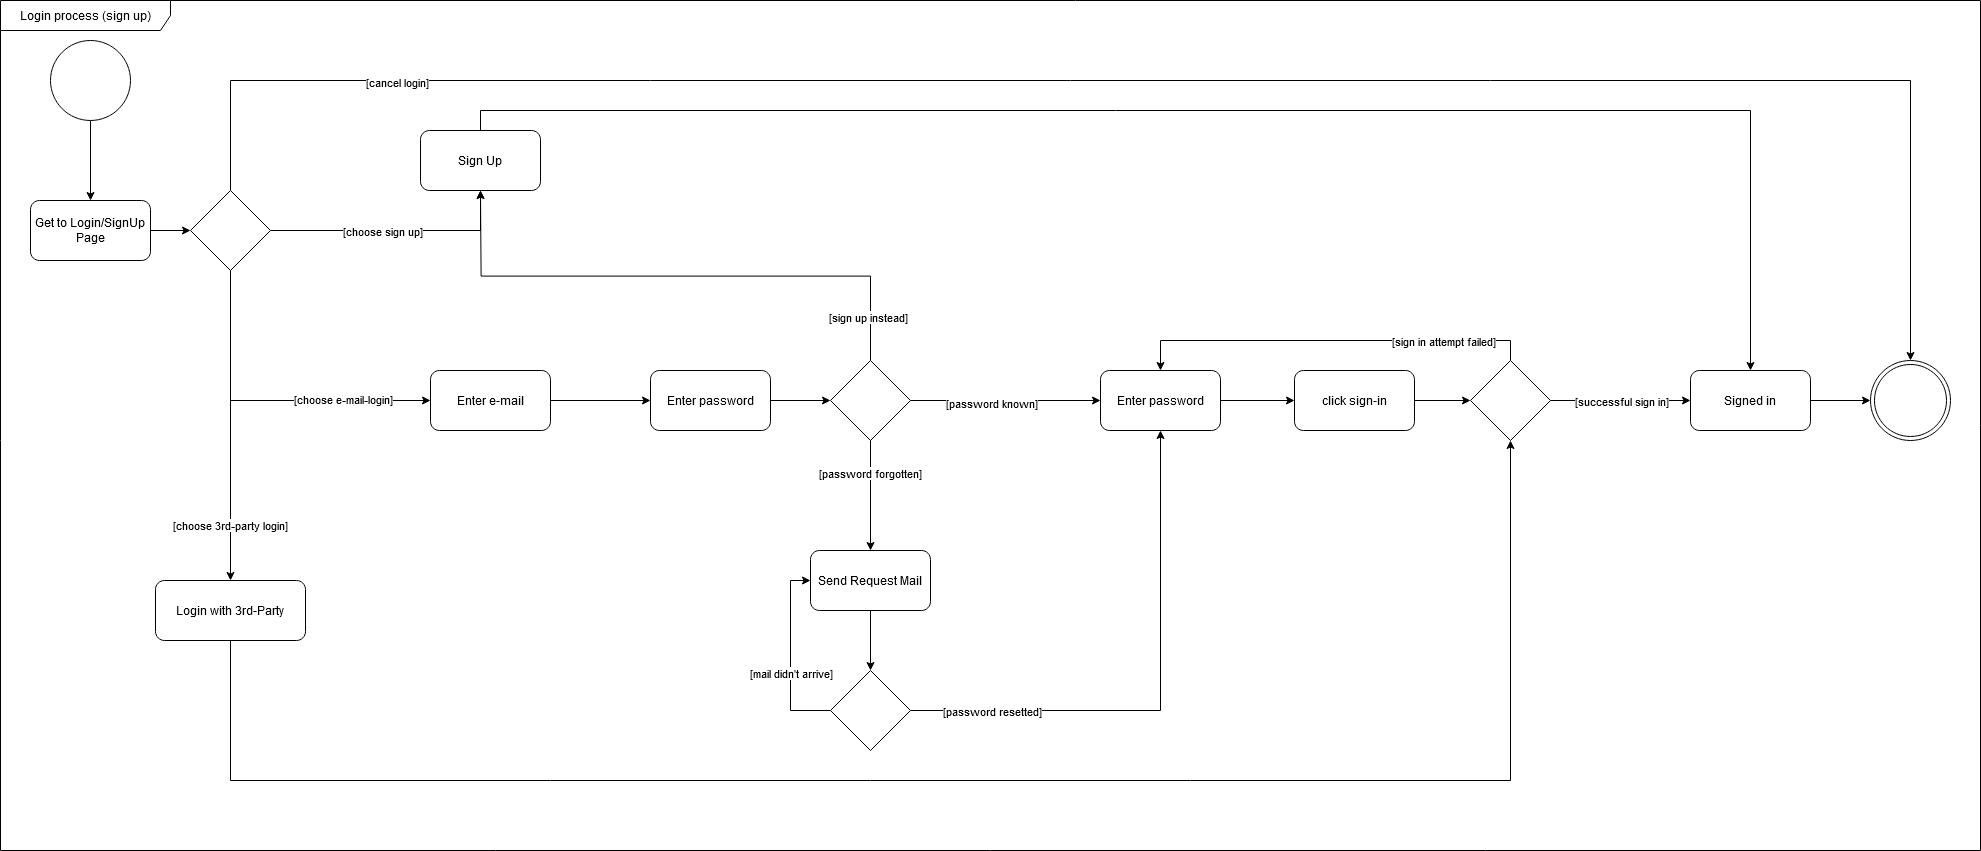 Login process (sign up)
[cancel login]
Sign Up
Get to Login/SignUp
Page
[choose sign up]
[sign up instead]
[sign in attempt failed]
[choose e-mail-login]
Enter e-mail
Enter password
[password known]
Enter password
click sign-in
[successful sign in]
Signed in
[password forgotten]
[choose 3rd-party login]
Send Request Mail
Login with 3rd-Party
[mail didn't arrive]
[password resetted]